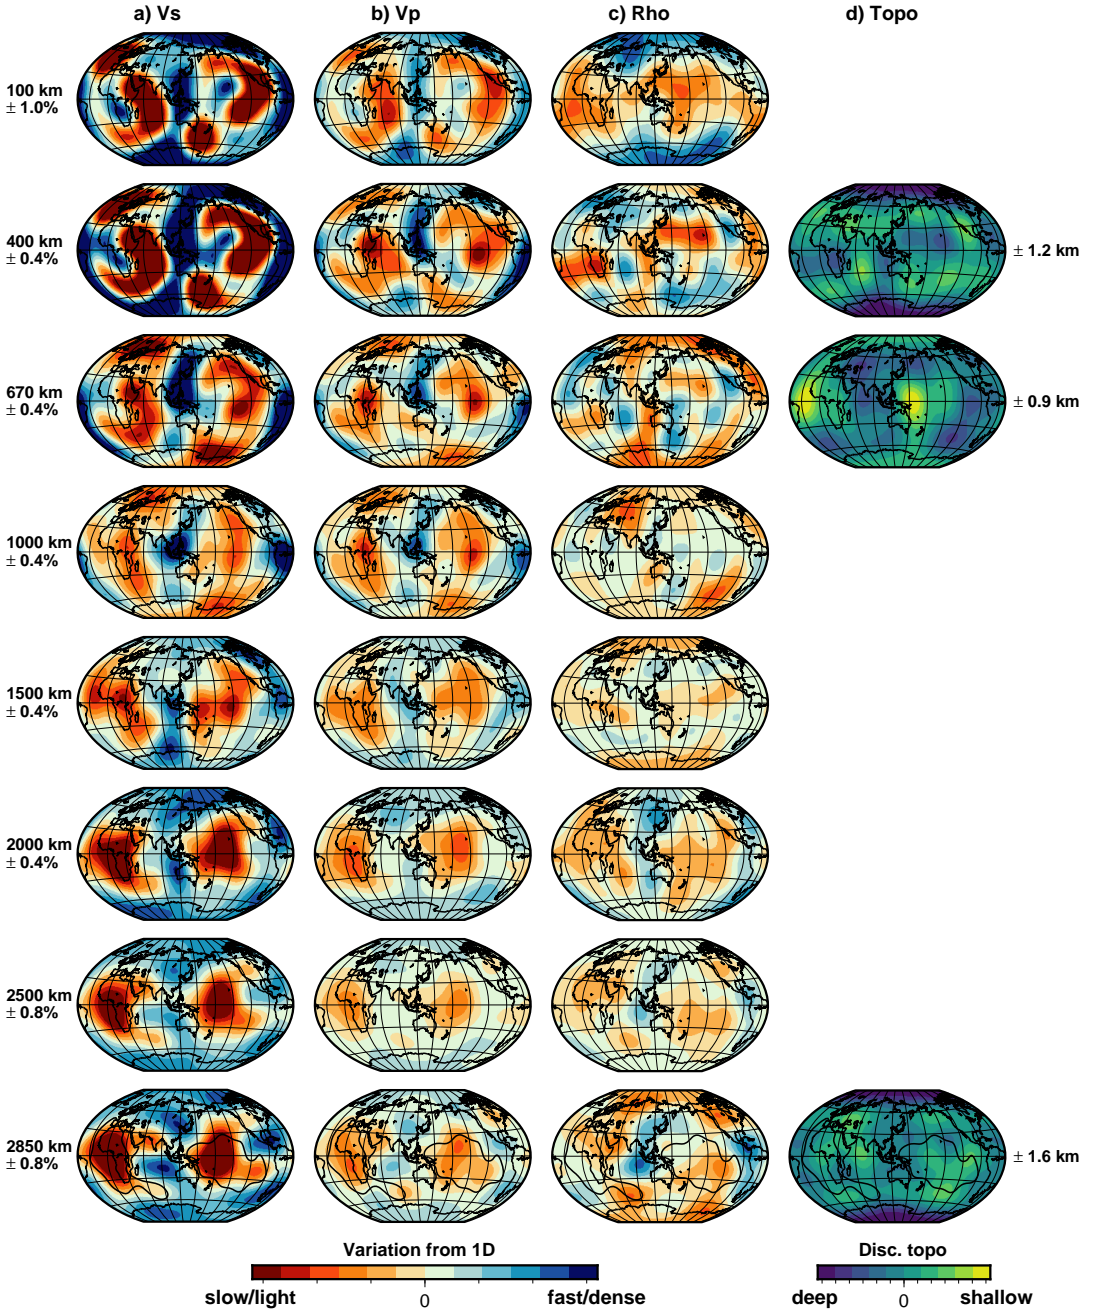 a) Vs
b) Vp
c) Rho
d) Topo
100 km
± 1.0%
400 km
± 0.4%
± 1.2 km
670 km
± 0.4%
± 0.9 km
1000 km
± 0.4%
1500 km
± 0.4%
2000 km
± 0.4%
2500 km
± 0.8%
2850 km
± 0.8%
± 1.6 km
Variation from 1D
slow/light
0
fast/dense
Disc. topo
deep
0
shallow